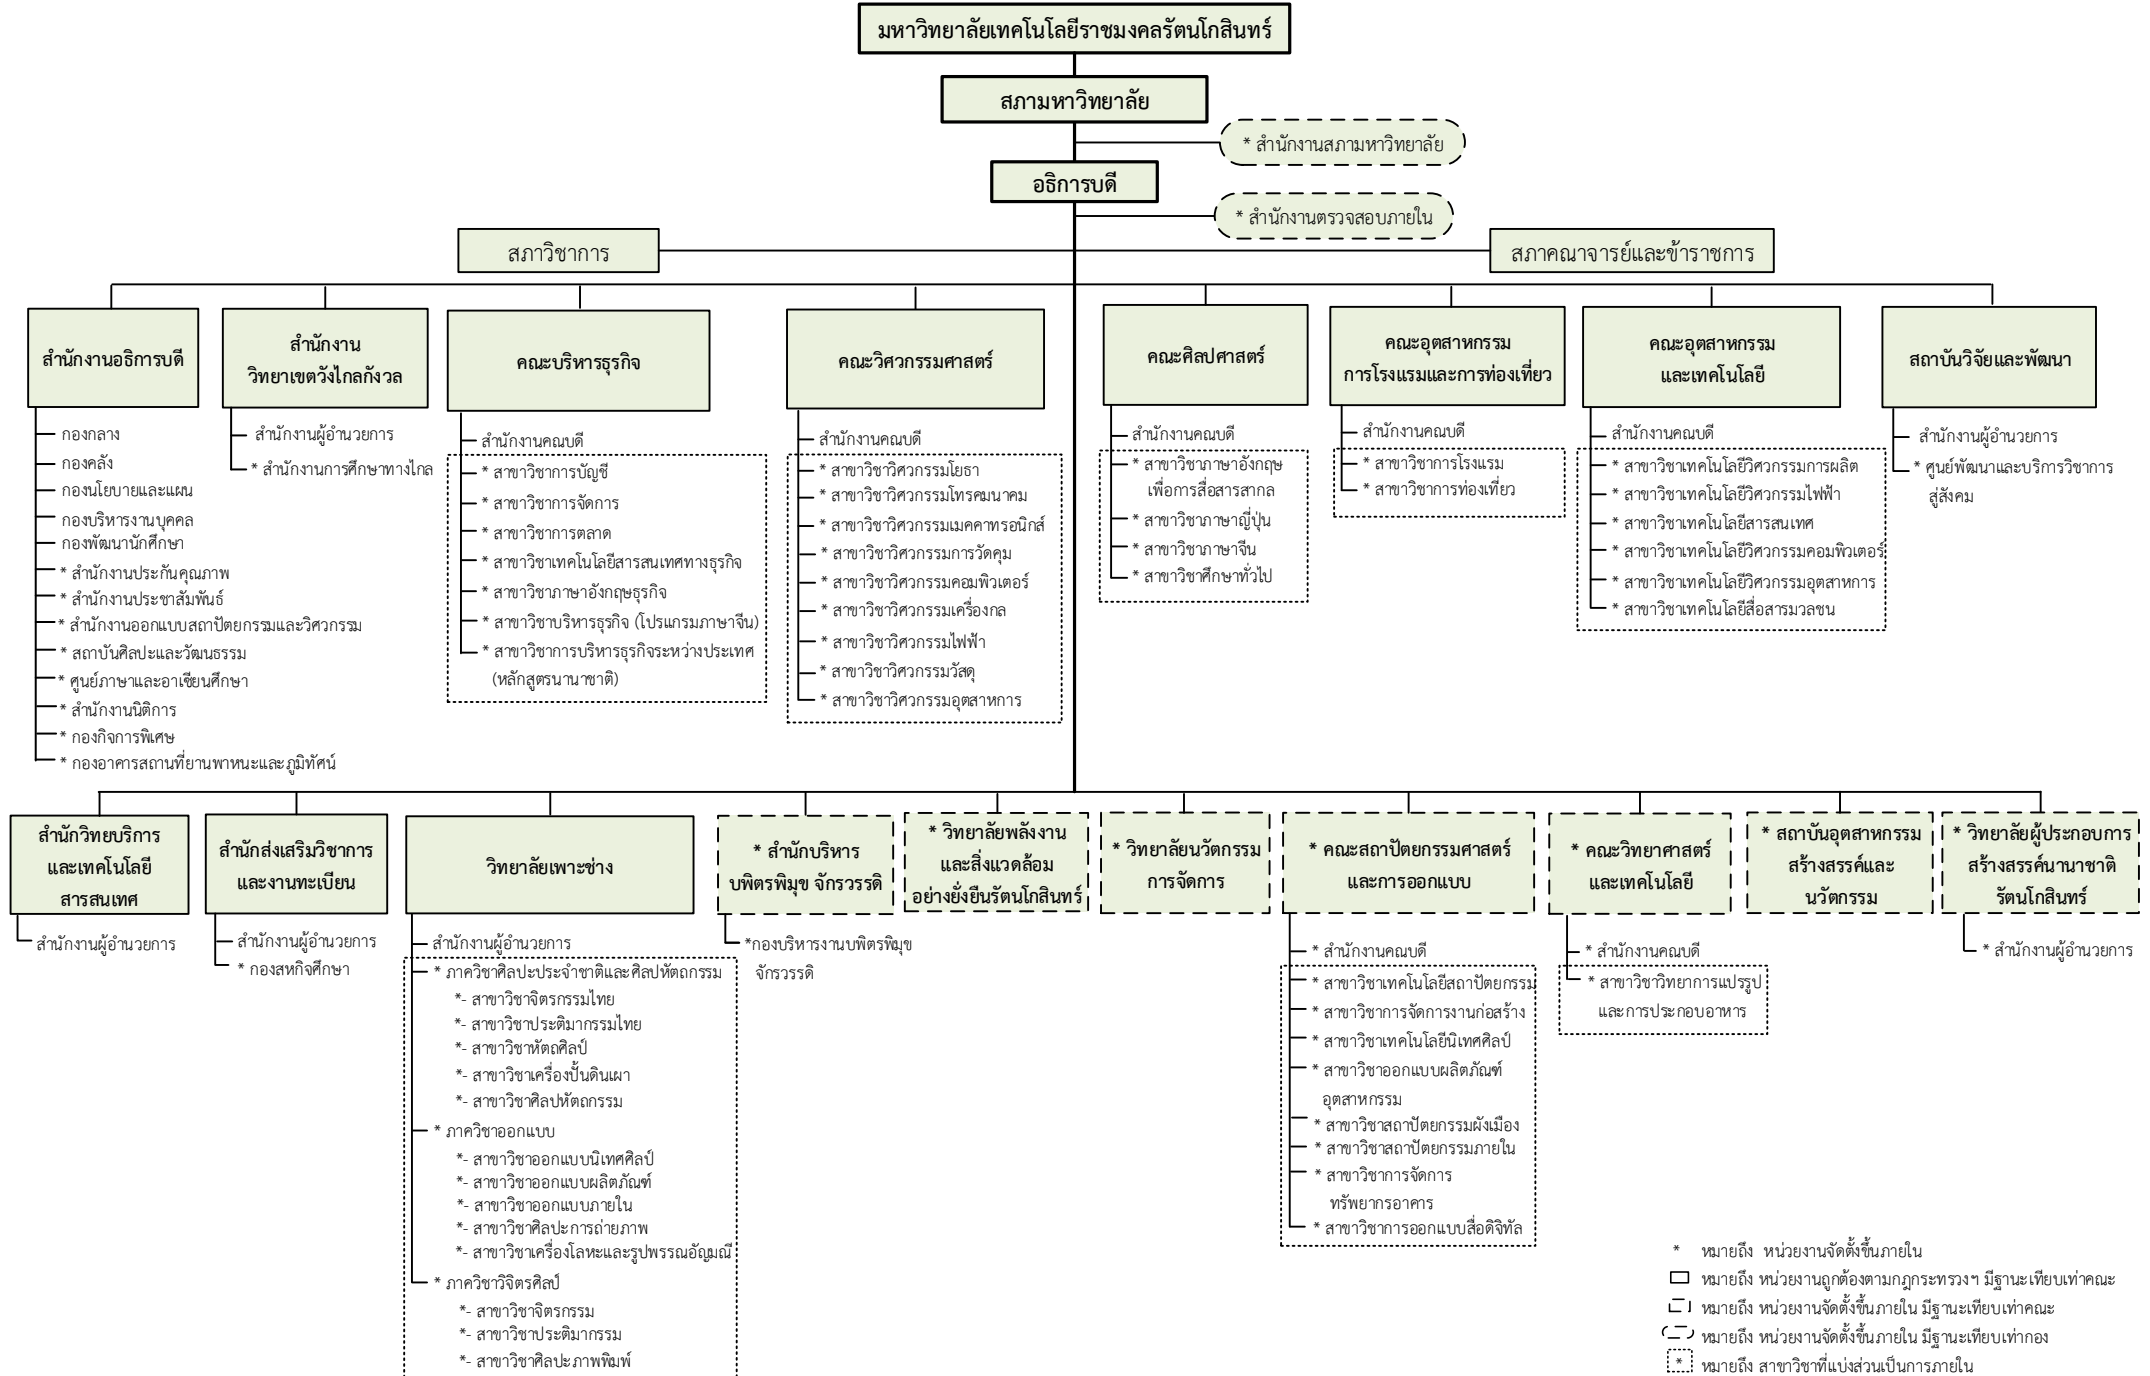 มหาวิทยาลัยเทคโนโลยีราชมงคลรัตนโกสินทร์
สภามหาวิทยาลัย
* สำนักงานสภามหาวิทยาลัย
อธิการบดี
* สำนักงานตรวจสอบภายใน
สภาวิชาการ
สภาคณาจารย์และข้าราชการ
สำนักงานอธิการบดี
กองกลาง
กองคลัง
กองนโยบายและแผน
กองบริหารงานบุคคล
กองพัฒนานักศึกษา
* สำนักงานประกันคุณภาพ
* สำนักงานประชาสัมพันธ์
* สำนักงานออกแบบสถาปัตยกรรมและวิศวกรรม
* สถาบันศิลปะและวัฒนธรรม
* ศูนย์ภาษาและอาเซียนศึกษา
* สำนักงานนิติการ
* กองกิจการพิเศษ
* กองอาคารสถานที่ยานพาหนะและภูมิทัศน์
สำนักงาน
วิทยาเขตวังไกลกังวล
สำนักงานผู้อำนวยการ
* สำนักงานการศึกษาทางไกล
คณะบริหารธุรกิจ
สำนักงานคณบดี
* สาขาวิชาการบัญชี
* สาขาวิชาการจัดการ
* สาขาวิชาการตลาด
* สาขาวิชาเทคโนโลยีสารสนเทศทางธุรกิจ
* สาขาวิชาภาษาอังกฤษธุรกิจ
* สาขาวิชาบริหารธุรกิจ (โปรแกรมภาษาจีน)
* สาขาวิชาการบริหารธุรกิจระหว่างประเทศ
(หลักสูตรนานาชาติ)
คณะวิศวกรรมศาสตร์
สำนักงานคณบดี
* สาขาวิชาวิศวกรรมโยธา
* สาขาวิชาวิศวกรรมโทรคมนาคม
* สาขาวิชาวิศวกรรมเมคคาทรอนิกส์
* สาขาวิชาวิศวกรรมการวัดคุม
* สาขาวิชาวิศวกรรมคอมพิวเตอร์
* สาขาวิชาวิศวกรรมเครื่องกล
* สาขาวิชาวิศวกรรมไฟฟ้า
* สาขาวิชาวิศวกรรมวัสดุ
* สาขาวิชาวิศวกรรมอุตสาหการ
คณะศิลปศาสตร์
สำนักงานคณบดี
* สาขาวิชาภาษาอังกฤษ
เพื่อการสื่อสารสากล
* สาขาวิชาภาษาญี่ปุ่น
* สาขาวิชาภาษาจีน
* สาขาวิชาศึกษาทั่วไป
คณะอุตสาหกรรม
การโรงแรมและการท่องเที่ยว
สำนักงานคณบดี
* สาขาวิชาการโรงแรม
* สาขาวิชาการท่องเที่ยว
คณะอุตสาหกรรม
และเทคโนโลยี
สำนักงานคณบดี
* สาขาวิชาเทคโนโลยีวิศวกรรมการผลิต
* สาขาวิชาเทคโนโลยีวิศวกรรมไฟฟ้า
* สาขาวิชาเทคโนโลยีสารสนเทศ
* สาขาวิชาเทคโนโลยีวิศวกรรมคอมพิวเตอร์
* สาขาวิชาเทคโนโลยีวิศวกรรมอุตสาหการ
* สาขาวิชาเทคโนโลยีสื่อสารมวลชน
สถาบันวิจัยและพัฒนา
สำนักงานผู้อำนวยการ
* ศูนย์พัฒนาและบริการวิชาการ
สู่สังคม
สำนักวิทยบริการ
และเทคโนโลยี
สารสนเทศ
สำนักงานผู้อำนวยการ
สำนักส่งเสริมวิชาการ
และงานทะเบียน
สำนักงานผู้อำนวยการ
* กองสหกิจศึกษา
วิทยาลัยเพาะช่าง
สำนักงานผู้อำนวยการ
* ภาควิชาศิลปะประจำชาติและศิลปหัตถกรรม
*- สาขาวิชาจิตรกรรมไทย
*- สาขาวิชาประติมากรรมไทย
*- สาขาวิชาหัตถศิลป์
*- สาขาวิชาเครื่องปั้นดินเผา
*- สาขาวิชาศิลปหัตถกรรม
* ภาควิชาออกแบบ
*- สาขาวิชาออกแบบนิเทศศิลป์
*- สาขาวิชาออกแบบผลิตภัณฑ์
*- สาขาวิชาออกแบบภายใน
*- สาขาวิชาศิลปะการถ่ายภาพ
*- สาขาวิชาเครื่องโลหะและรูปพรรณอัญมณี
* ภาควิชาวิจิตรศิลป์
*- สาขาวิชาจิตรกรรม
*- สาขาวิชาประติมากรรม
*- สาขาวิชาศิลปะภาพพิมพ์
* สำนักบริหาร
บพิตรพิมุข จักรวรรดิ
*กองบริหารงานบพิตรพิมุข
จักรวรรดิ
* วิทยาลัยพลังงาน
และสิ่งแวดล้อม
อย่างยั่งยืนรัตนโกสินทร์
* วิทยาลัยนวัตกรรม
การจัดการ
* คณะสถาปัตยกรรมศาสตร์
และการออกแบบ
* สำนักงานคณบดี
* สาขาวิชาเทคโนโลยีสถาปัตยกรรม
* สาขาวิชาการจัดการงานก่อสร้าง
* สาขาวิชาเทคโนโลยีนิเทศศิลป์
* สาขาวิชาออกแบบผลิตภัณฑ์
อุตสาหกรรม
* สาขาวิชาสถาปัตยกรรมผังเมือง
* สาขาวิชาสถาปัตยกรรมภายใน
* สาขาวิชาการจัดการ
ทรัพยากรอาคาร
* สาขาวิชาการออกแบบสื่อดิจิทัล
* คณะวิทยาศาสตร์
และเทคโนโลยี
* สำนักงานคณบดี
* สาขาวิชาวิทยาการแปรรูป
และการประกอบอาหาร
* สถาบันอุตสาหกรรม
สร้างสรรค์และ
นวัตกรรม
* วิทยาลัยผู้ประกอบการ
สร้างสรรค์นานาชาติ
รัตนโกสินทร์
* สำนักงานผู้อำนวยการ
* หมายถึง หน่วยงานจัดตั้งขึ้นภายใน
หมายถึง หน่วยงานถูกต้องตามกฎกระทรวงฯ มีฐานะเทียบเท่าคณะ
หมายถึง หน่วยงานจัดตั้งขึ้นภายใน มีฐานะเทียบเท่าคณะ
หมายถึง หน่วยงานจัดตั้งขึ้นภายใน มีฐานะเทียบเท่ากอง
* หมายถึง สาขาวิชาที่แบ่งส่วนเป็นการภายใน